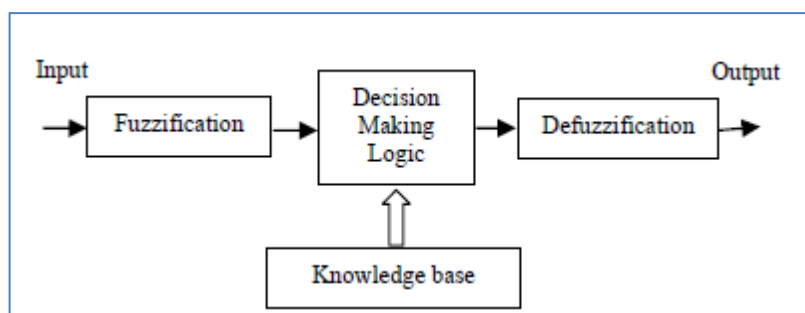 Input
Output
Fuzzification
Decision
Making
Logic
Defuzzification
Knowledge base